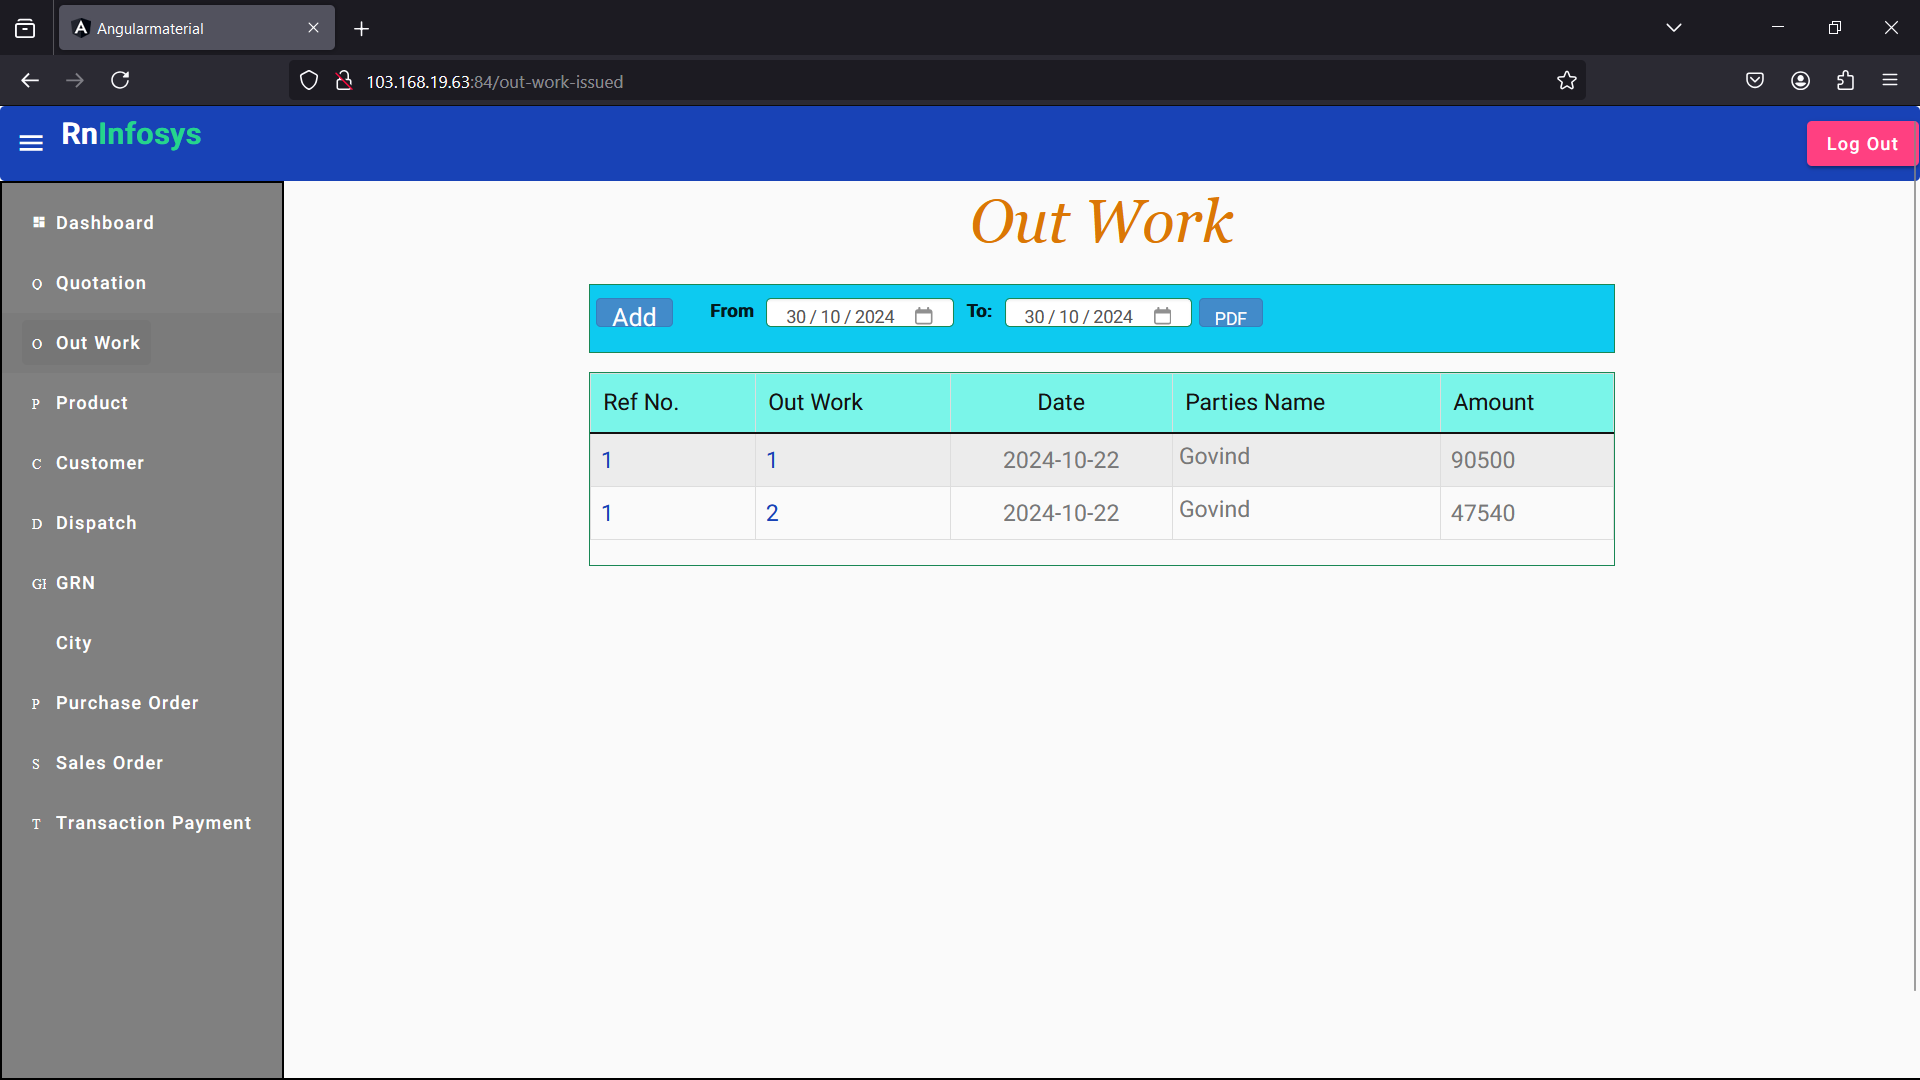 Angularmaterial
103.168.19.63:84/out-work-issued
RnInfosys
Log Out
Dashboard
Q Quotation
O Out Work
P Product
C Customer
D Dispatch
GI GRN
City
P Purchase Order
S Sales Order
T Transaction Payment
Out Work
Add From 30 / 10 / 2024 To: 30 / 10 / 2024 PDF
Ref No. Out Work Date Parties Name Amount
1 1 2024-10-22 Govind 90500
1 2 2024-10-22 Govind 47540